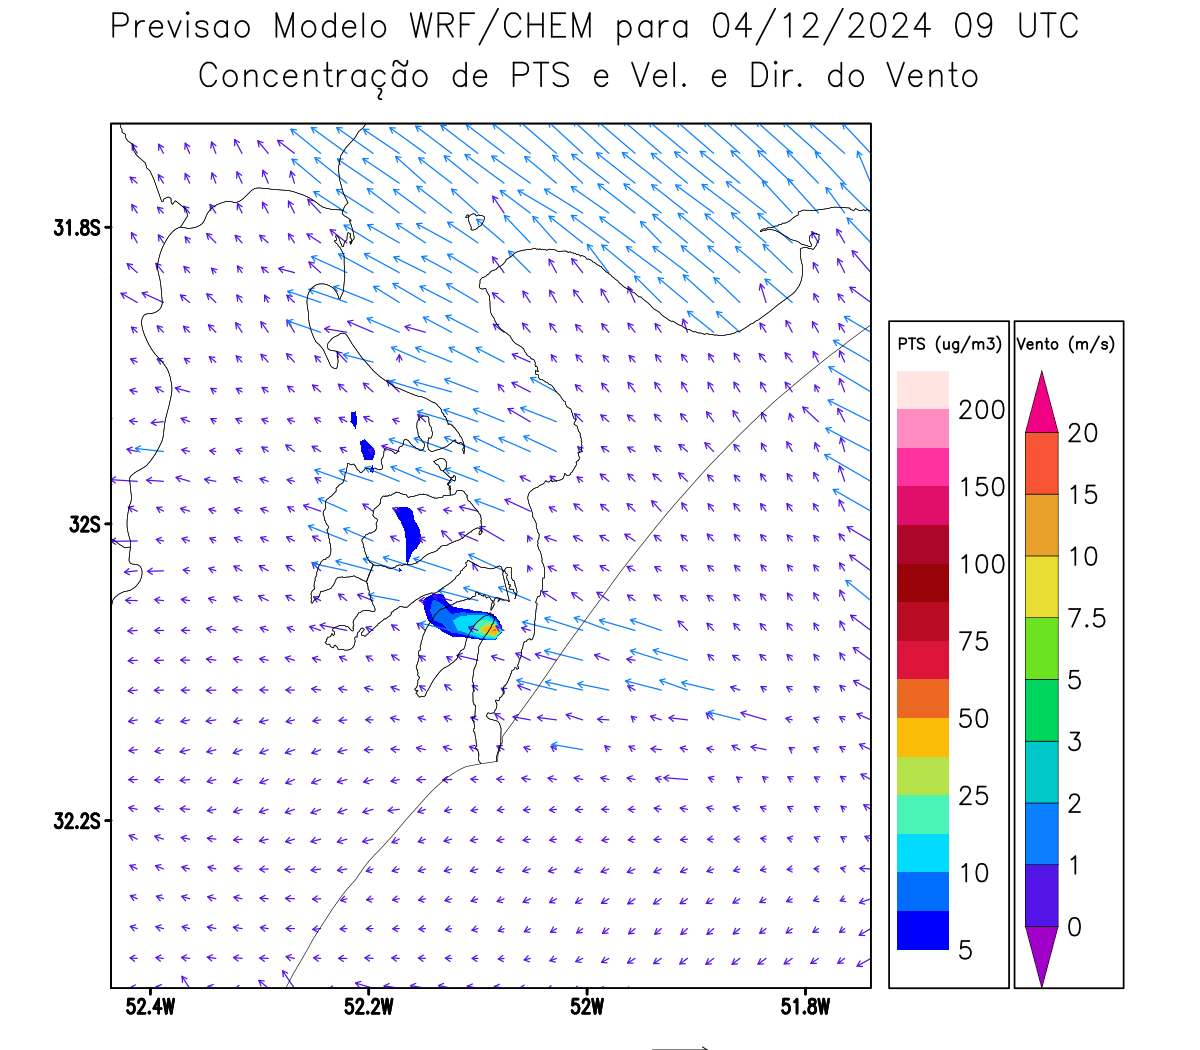 Previsao Modelo WRF/CHEM para 04/12/2024 09 UTC
Concentração de PTS e Vel. e Dir. do Vento
31.8S
32S
32.2S
52.4W 52.2W 52W 51.8W
PTS (ug/m3)
200
150
100
75
50
25
10
5
Vento (m/s)
20
15
10
7.5
5
3
2
1
0